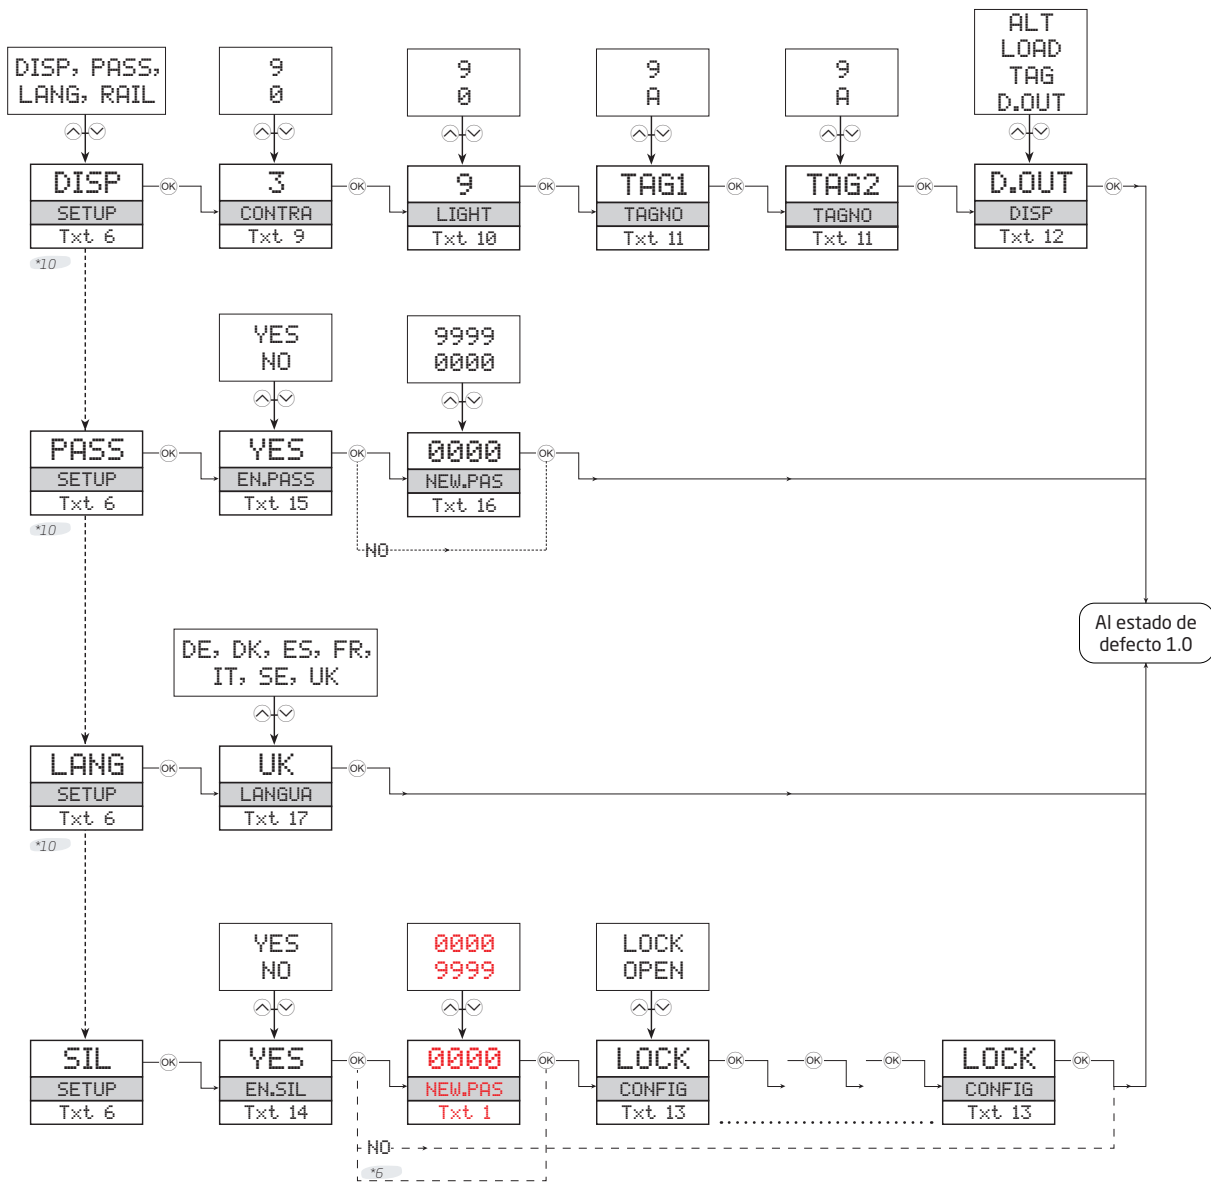 DISP, PASS,
LANG, RAIL
9
0
9
0
9
A
9
A
ALT
LOAD
TAG
D.OUT
DISP
SETUP
Txt 6
OK
3
CONTRA
Txt 9
OK
9
LIGHT
Txt 10
OK
TAG1
TAGNO
Txt 11
OK
TAG2
TAGNO
Txt 11
OK
D.OUT
DISP
Txt 12
OK
*10
YES
NO
9999
0000
PASS
SETUP
Txt 6
OK
YES
EN.PASS
Txt 15
OK
0000
NEW.PAS
Txt 16
OK
*10
NO
Al estado de
defecto 1.0
DE, DK, ES, FR,
IT, SE, UK
LANG
SETUP
Txt 6
OK
UK
LANGUA
Txt 17
OK
*10
YES
NO
0000
9999
LOCK
OPEN
SIL
SETUP
Txt 6
OK
YES
EN.SIL
Txt 14
OK
0000
NEW.PAS
Txt 1
OK
LOCK
CONFIG
Txt 13
OK
OK
OK
LOCK
CONFIG
Txt 13
OK
NO
*6